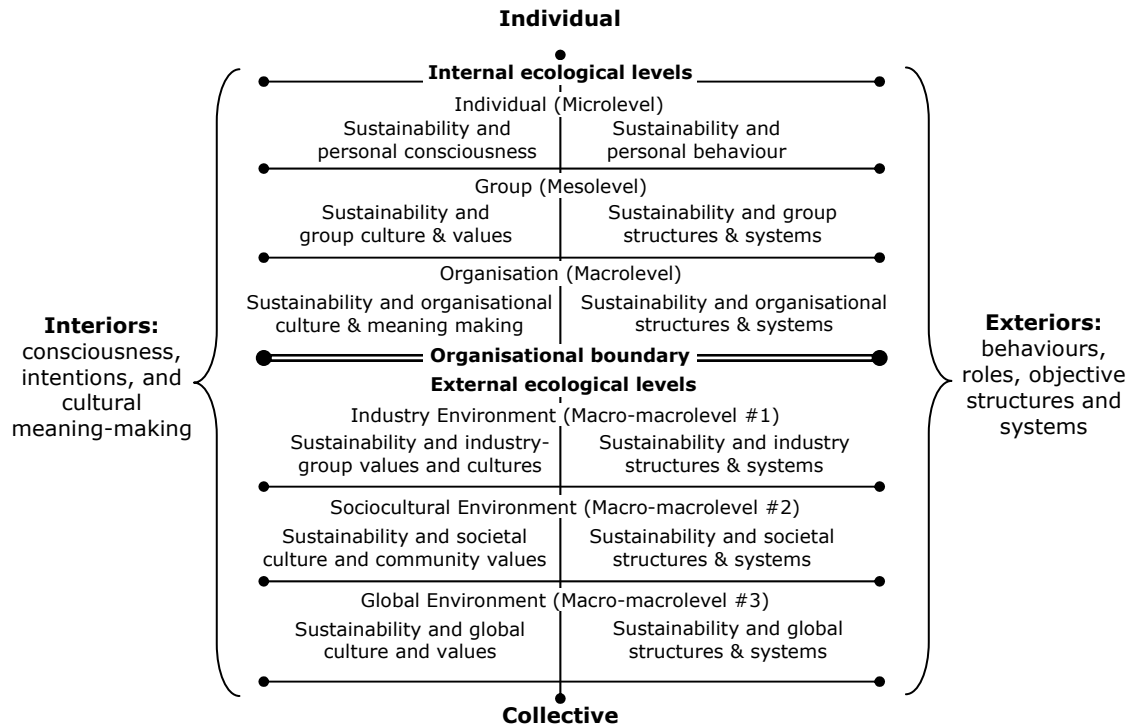 Individual
Internal ecological levels
Individual (Microlevel)
Sustainability and
personal consciousness
Sustainability and
personal behaviour
Group (Mesolevel)
Sustainability and
group culture & values
Sustainability and group
structures & systems
Organisation (Macrolevel)
Sustainability and organisational
culture & meaning making
Sustainability and organisational
structures & systems
Interiors:
consciousness,
intentions, and
cultural
meaning-making
Exteriors:
behaviours,
roles, objective
structures and
systems
Organisational boundary
External ecological levels
Industry Environment (Macro-macrolevel #1)
Sustainability and industry-
group values and cultures
Sustainability and industry
structures & systems
Sociocultural Environment (Macro-macrolevel #2)
Sustainability and societal
culture and community values
Sustainability and societal
structures & systems
Global Environment (Macro-macrolevel #3)
Sustainability and global
culture and values
Sustainability and global
structures & systems
Collective